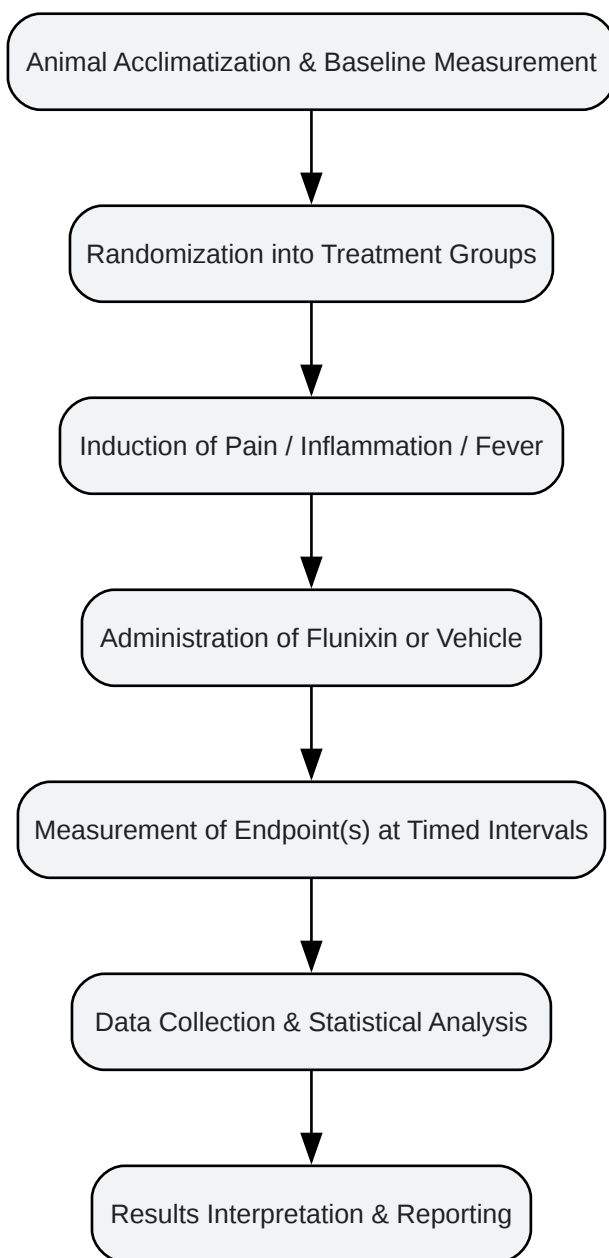 Animal Acclimatization & Baseline Measurement
Randomization into Treatment Groups
Induction of Pain / Inflammation / Fever
Administration of Flunixin or Vehicle
Measurement of Endpoint(s) at Timed Intervals
Data Collection & Statistical Analysis
Results Interpretation & Reporting